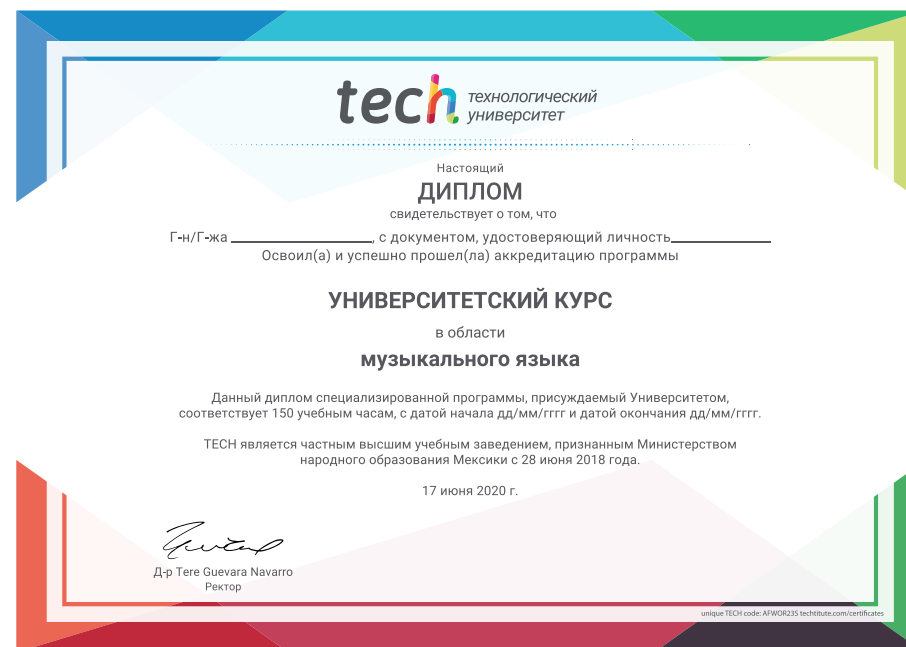 tech технологический
университет
Настоящий
ДИПЛОМ
свидетельствует о том, что
Г-н/Г-жа ____________________, с документом, удостоверяющий личность______________
Освоил(а) и успешно прошел(ла) аккредитацию программы
УНИВЕРСИТЕТСКИЙ КУРС
в области
музыкального языка
Данный диплом специализированной программы, присуждаемый Университетом,
соответствует 150 учебным часам, с датой начала дд/мм/гггг и датой окончания дд/мм/гггг.
TECH является частным высшим учебным заведением, признанным Министерством
народного образования Мексики с 28 июня 2018 года.
17 июня 2020 г.
Д-р Tere Guevara Navarro
Ректор
unique TECH code: AFWOR23S techtitute.com/certificates